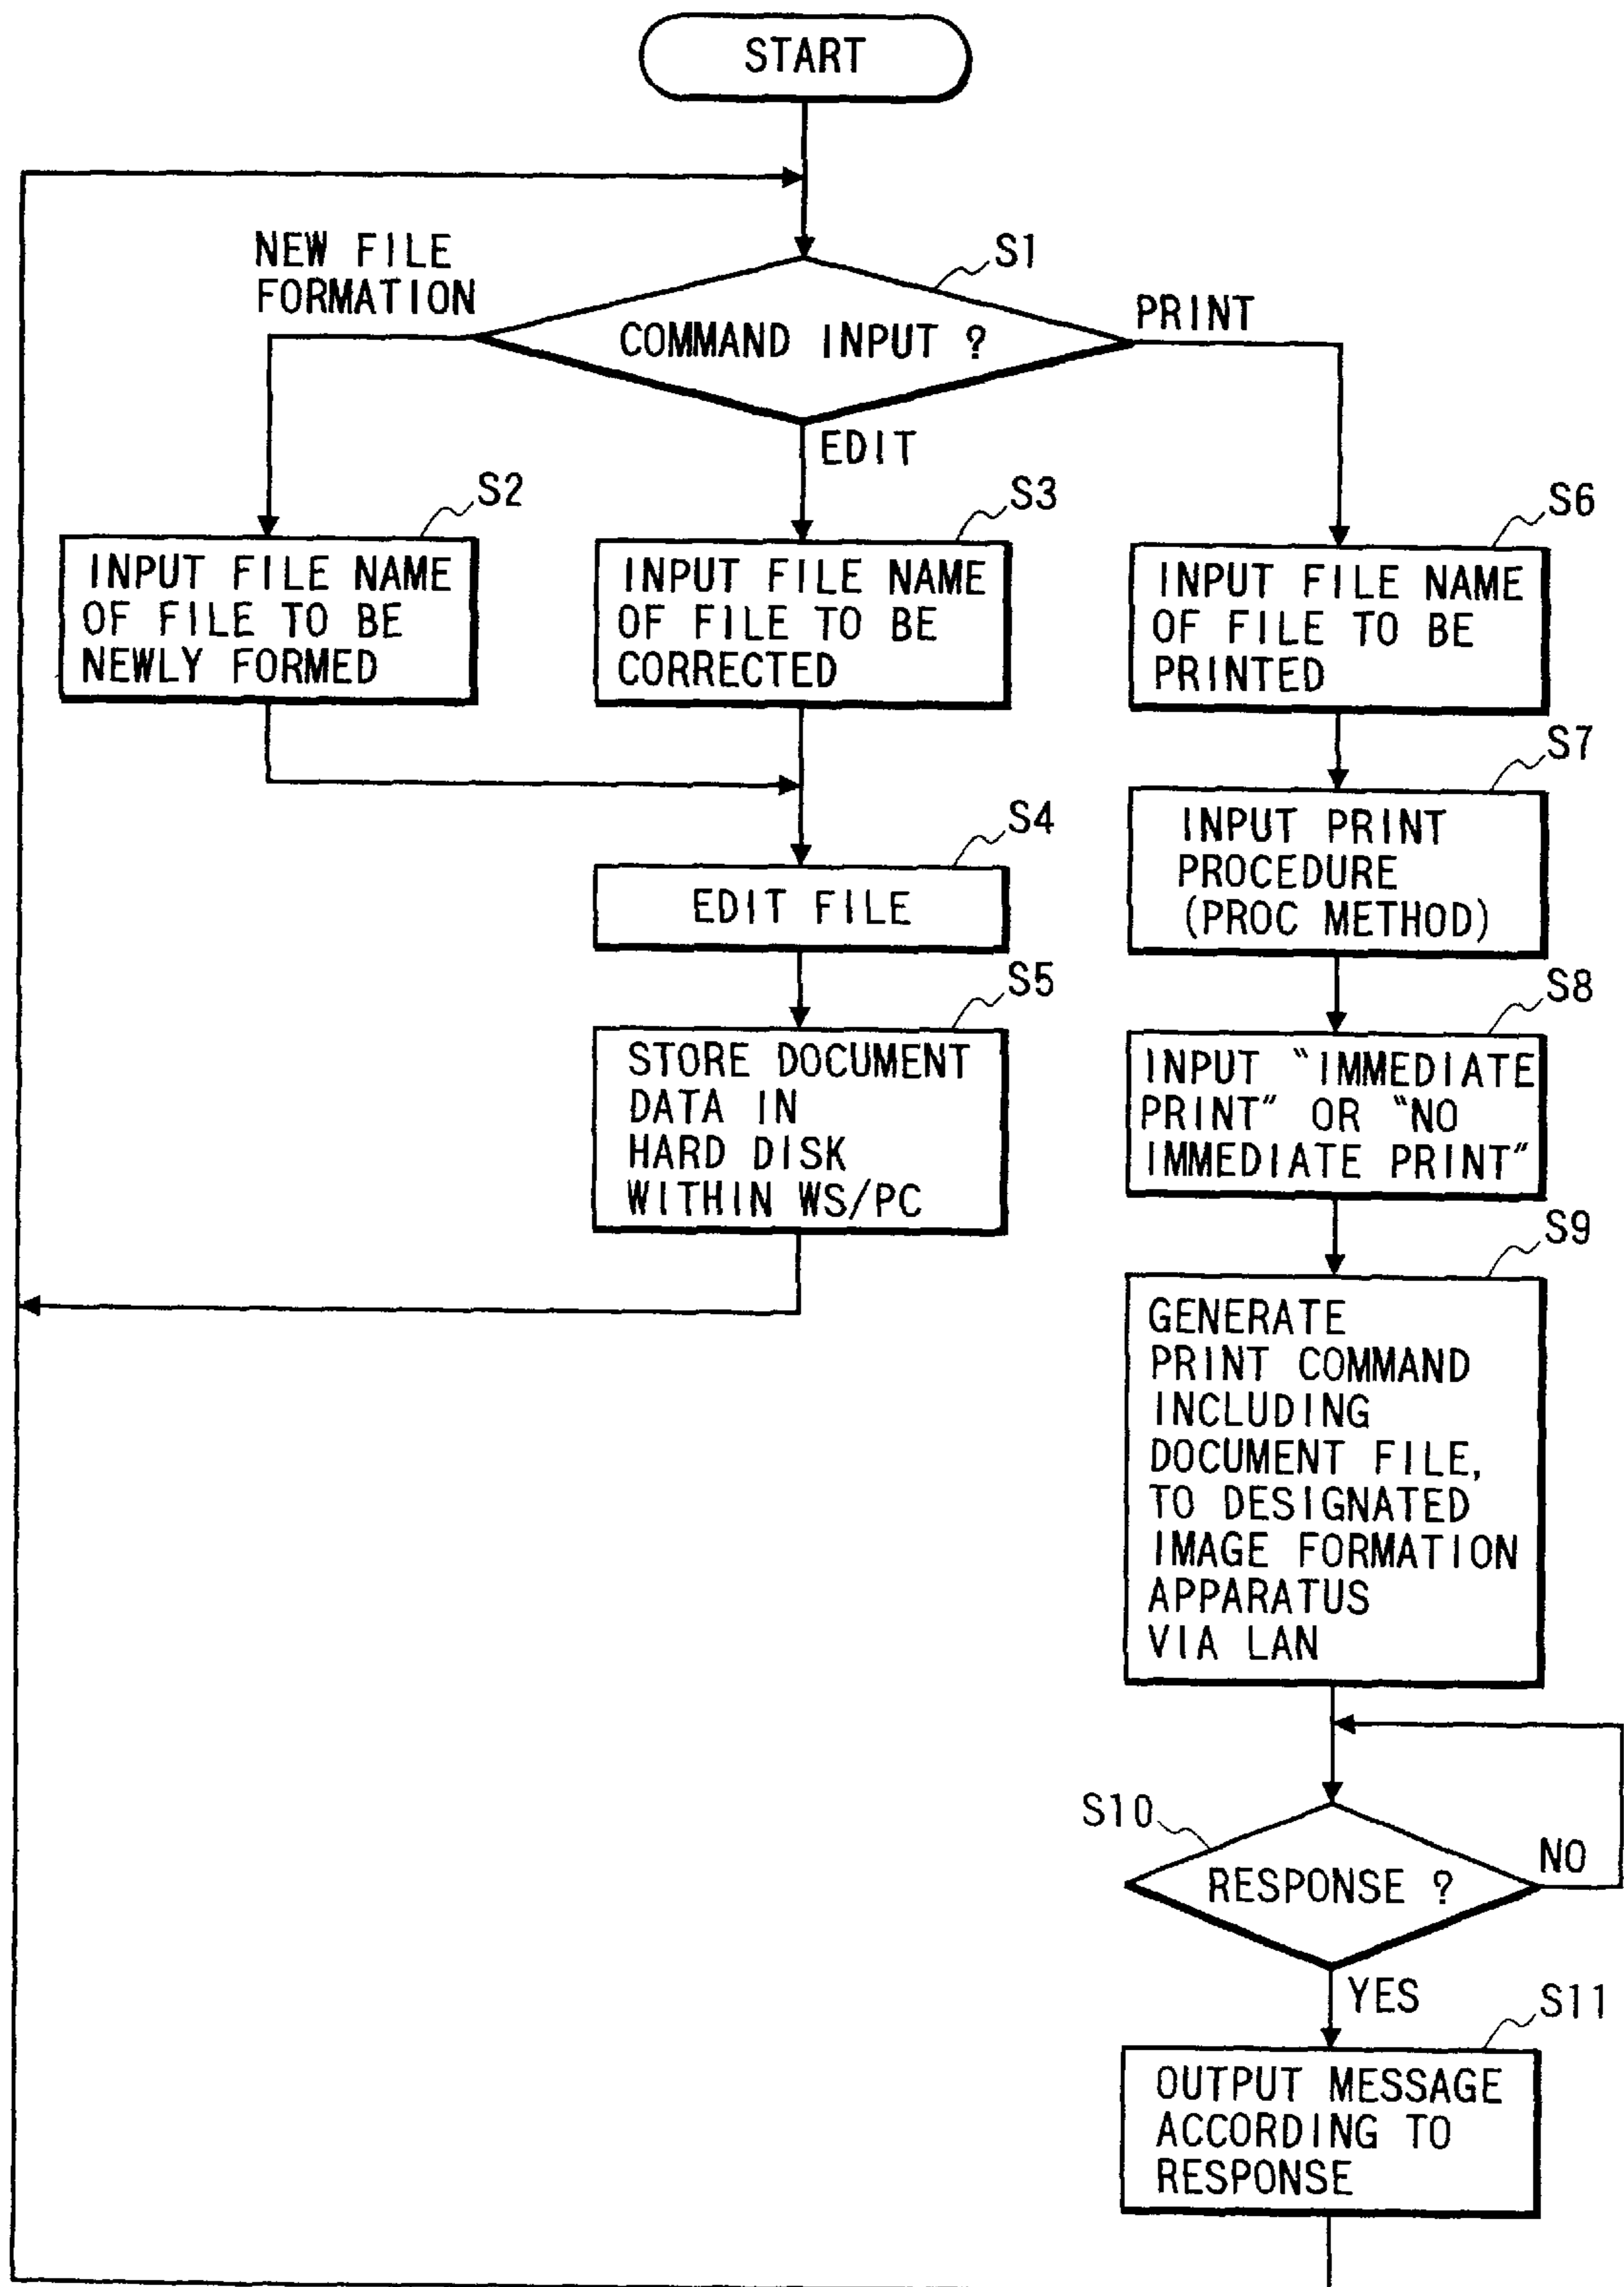 START
NEW FILE
FORMATION
S1
COMMAND INPUT ?
PRINT
EDIT
S2
INPUT FILE NAME
OF FILE TO BE
NEWLY FORMED
S3
INPUT FILE NAME
OF FILE TO BE
CORRECTED
S6
INPUT FILE NAME
OF FILE TO BE
PRINTED
S4
EDIT FILE
S7
INPUT PRINT
PROCEDURE
(PROC METHOD)
S5
STORE DOCUMENT
DATA IN
HARD DISK
WITHIN WS/PC
S8
INPUT "IMMEDIATE
PRINT" OR "NO
IMMEDIATE PRINT"
S9
GENERATE
PRINT COMMAND
INCLUDING
DOCUMENT FILE,
TO DESIGNATED
IMAGE FORMATION
APPARATUS
VIA LAN
S10
RESPONSE ?
NO
YES
S11
OUTPUT MESSAGE
ACCORDING TO
RESPONSE